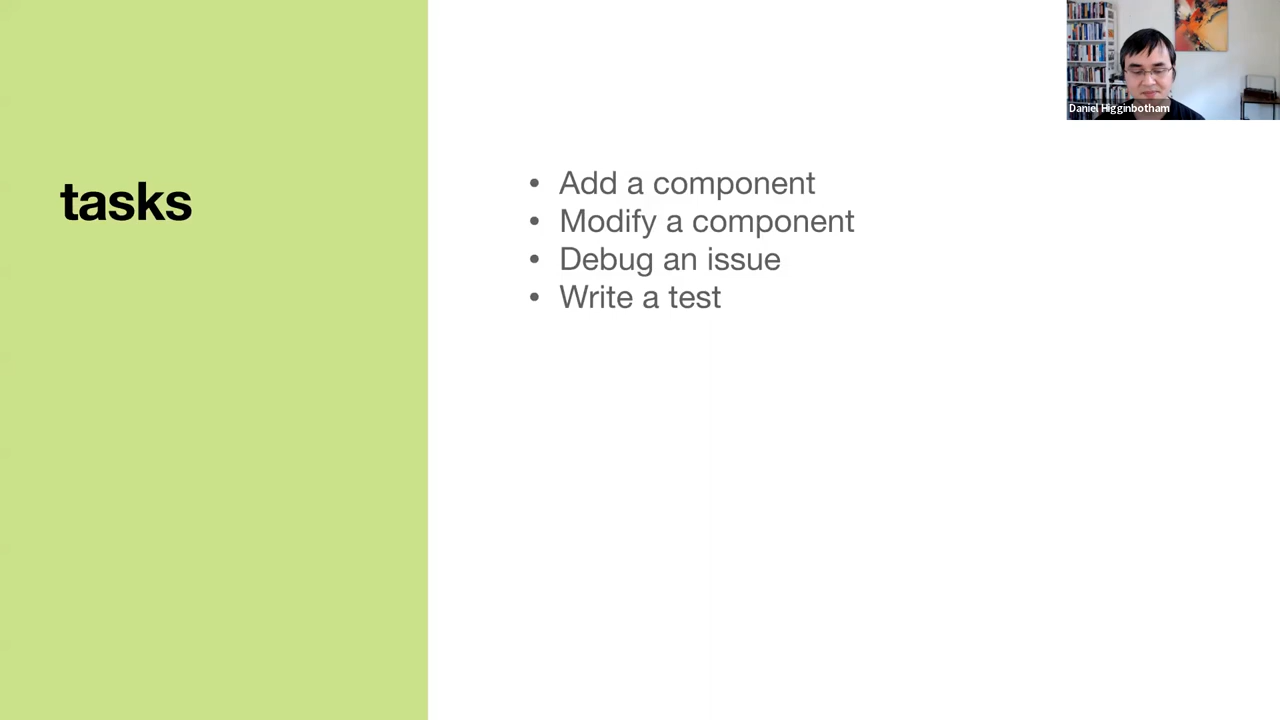 tasks
• Add a component
• Modify a component
• Debug an issue
• Write a test
Daniel Higginbotham